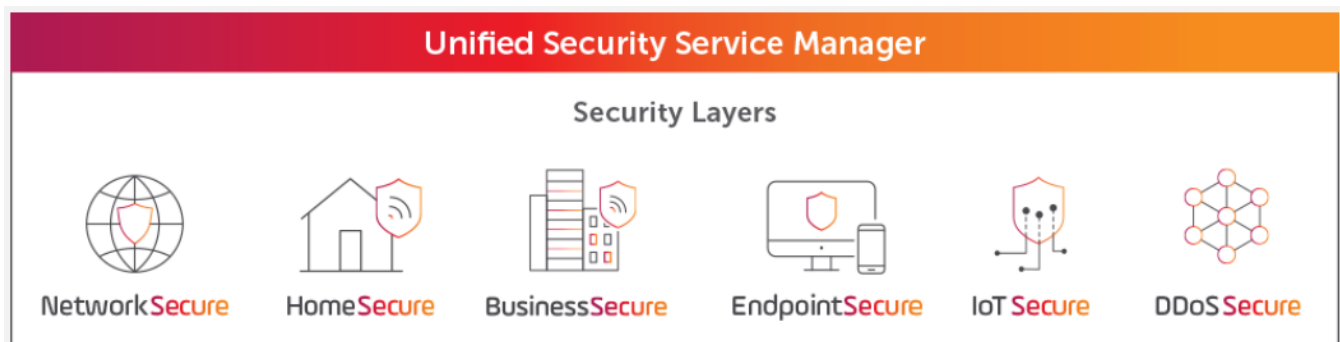 Unified Security Service Manager
Security Layers
NetworkSecure
HomeSecure
BusinessSecure
EndpointSecure
IoT Secure
DDoS Secure